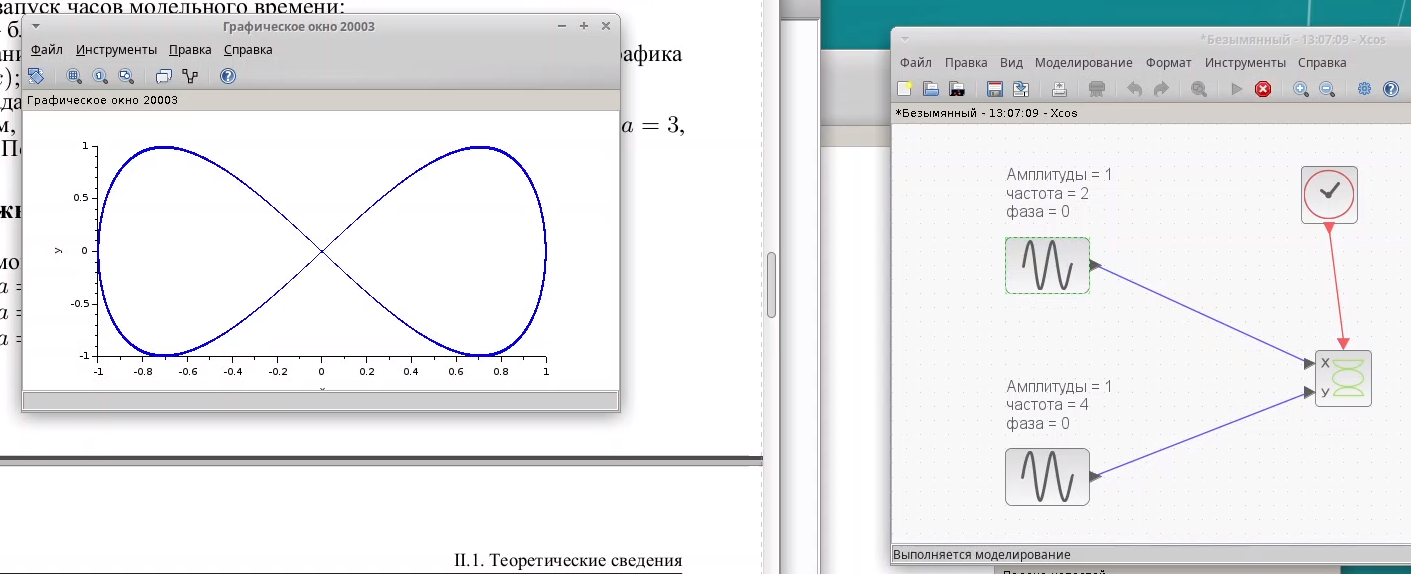 запуск часов модельного времени:
Графическое окно 20003
Файл Инструменты Правка Справка
Графическое окно 20003
a = 3,
y
1
0.5
0
-0.5
-1
-1 -0.8 -0.6 -0.4 -0.2 0 0.2 0.4 0.6 0.8 1
II.1. Теоретические сведения
*Безымянный - 13:07:09 - Xcos
Файл Правка Вид Моделирование Формат Инструменты Справка
*Безымянный - 13:07:09 - Xcos
Амплитуды = 1
частота = 2
фаза = 0
X
У
Амплитуды = 1
частота = 4
фаза = 0
Выполняется моделирование